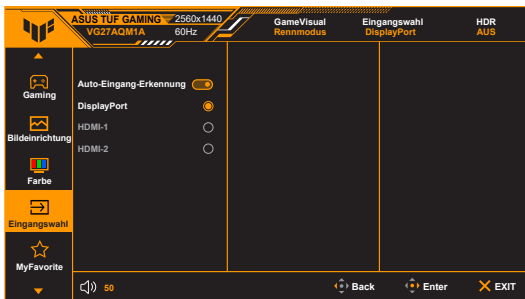 ASUS TUF GAMING 2560x1440
VG27AQM1A 60Hz
GameVisual
Rennmodus
Eingangswahl
DisplayPort
HDR
AUS
Gaming
Bildeinrichtung
Farbe
Eingangswahl
MyFavorite
Auto-Eingang-Erkennung
DisplayPort
HDMI-1
HDMI-2
50
Back
Enter
EXIT